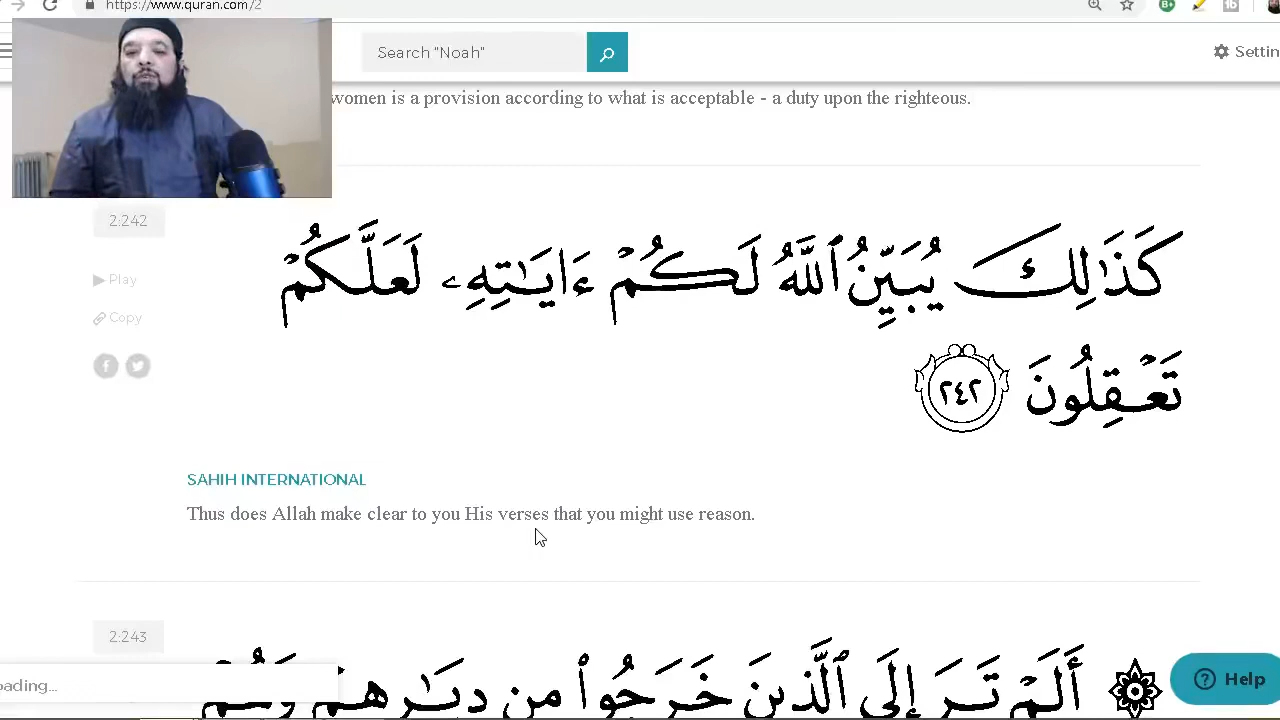 https://www.quran.com/2
Search "Noah"
Settin
women is a provision according to what is acceptable - a duty upon the righteous.
2:242
كَذَٰلِكَ يُبَيِّنُ ٱللَّهُ لَكُمْ ءَايَـٰتِهِۦ لَعَلَّكُمْ
تَعْقِلُونَ ٢٤٢
Play
Copy
SAHIH INTERNATIONAL
Thus does Allah make clear to you His verses that you might use reason.
2:243
أَلَمْ تَرَ إِلَى ٱلَّذِينَ خَرَجُوا۟ مِن دِيَـٰرِهِمْ وَهُمْ
oading...
Help